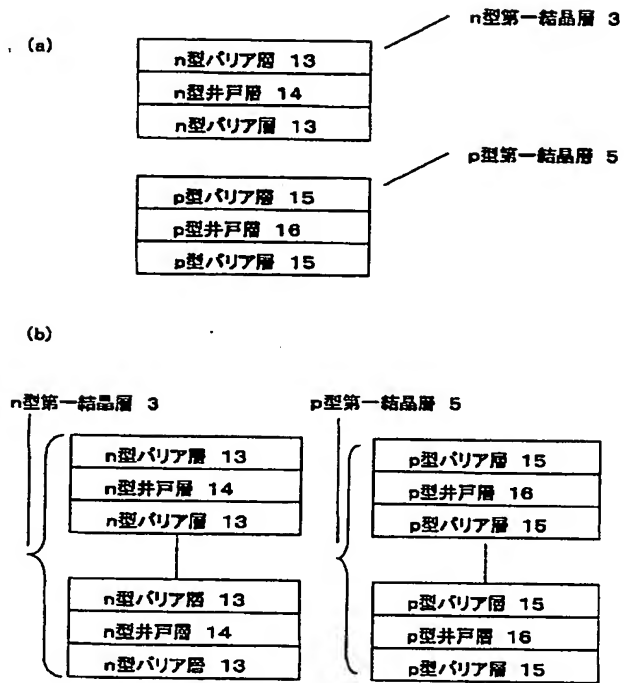 (a)
n型第一結晶層 3
n型バリア層 13
n型井戸層 14
n型バリア層 13
p型第一結晶層 5
p型バリア層 15
p型井戸層 16
p型バリア層 15
(b)
n型第一結晶層 3
p型第一結晶層 5
n型バリア層 13
n型井戸層 14
n型バリア層 13
p型バリア層 15
p型井戸層 16
p型バリア層 15
n型バリア層 13
n型井戸層 14
n型バリア層 13
p型バリア層 15
p型井戸層 16
p型バリア層 15